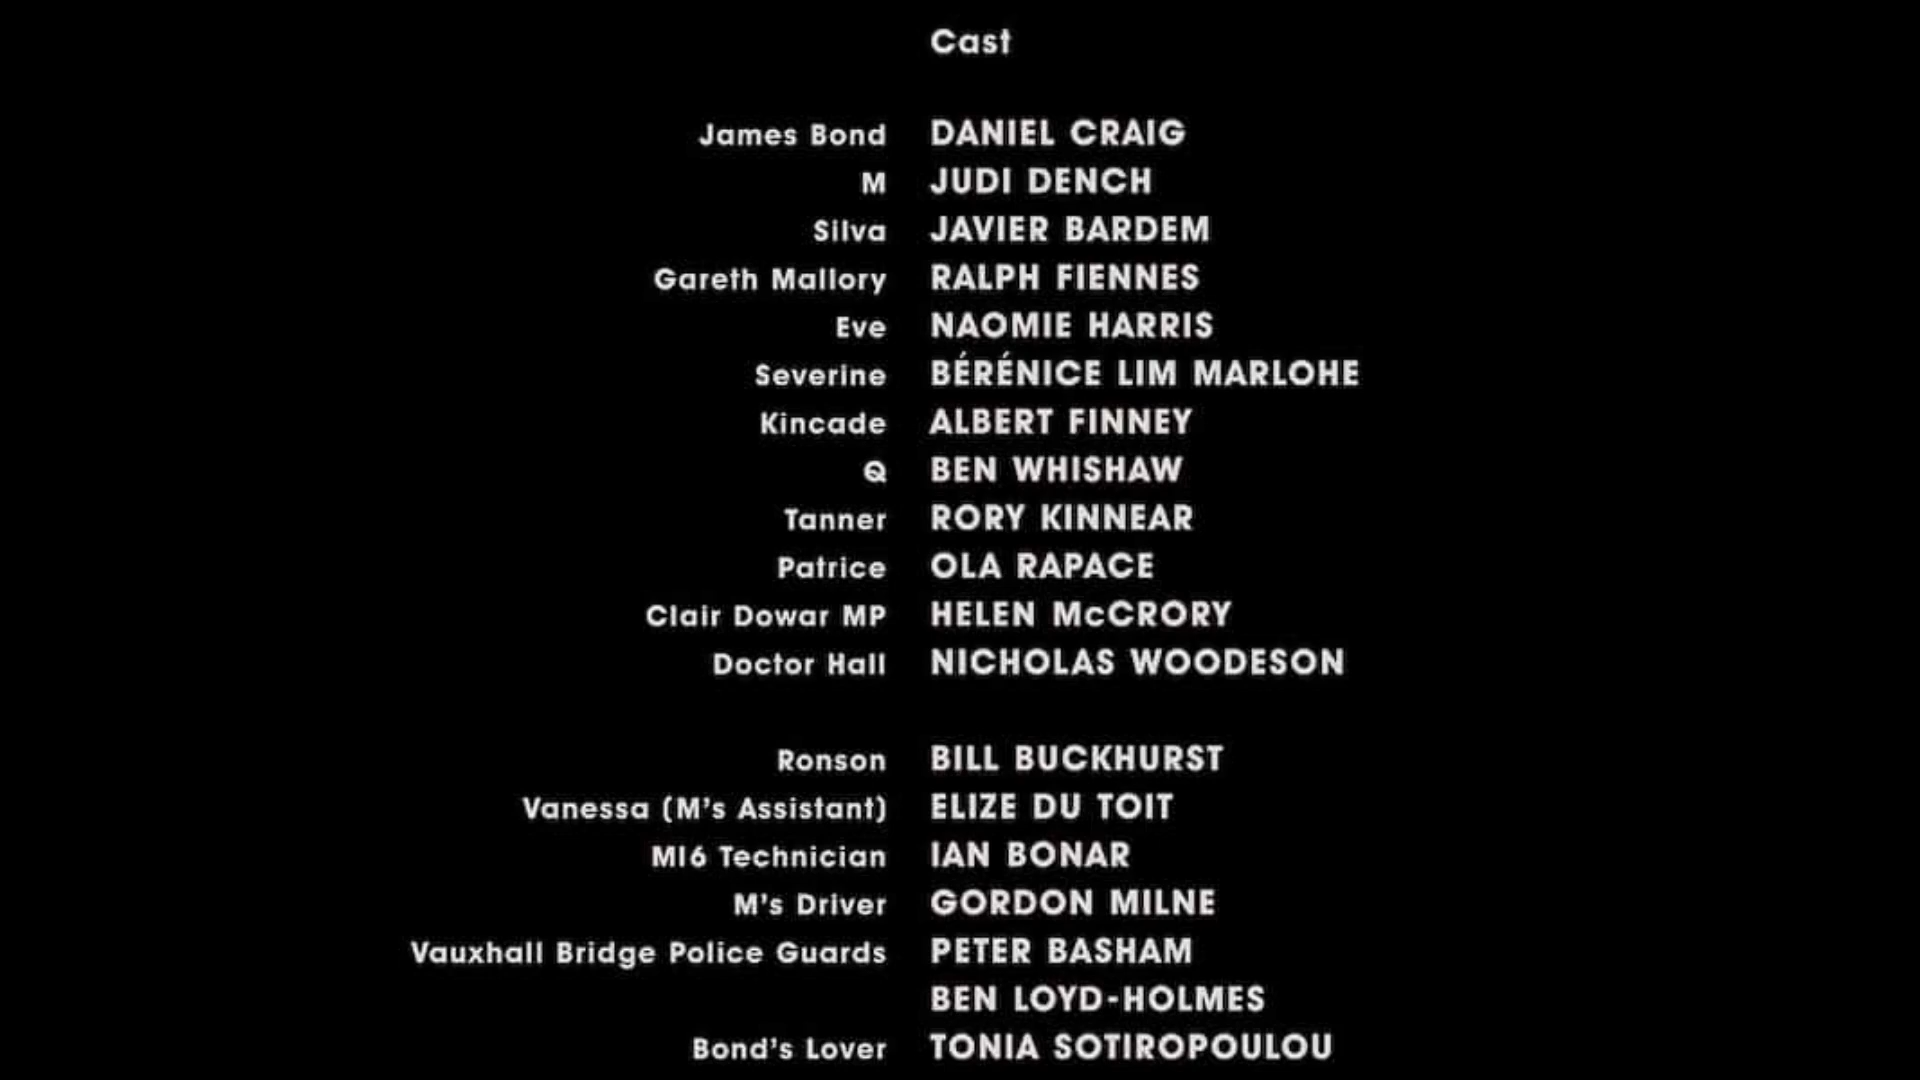 Cast
James Bond DANIEL CRAIG
M JUDI DENCH
Silva JAVIER BARDEM
Gareth Mallory RALPH FIENNES
Eve NAOMIE HARRIS
Severine BÉRÉNICE LIM MARLOHE
Kincade ALBERT FINNEY
Q BEN WHISHAW
Tanner RORY KINNEAR
Patrice OLA RAPACE
Clair Dowar MP HELEN McCRORY
Doctor Hall NICHOLAS WOODESON
Ronson BILL BUCKHURST
Vanessa (M's Assistant) ELIZE DU TOIT
MI6 Technician IAN BONAR
M's Driver GORDON MILNE
Vauxhall Bridge Police Guards PETER BASHAM
BEN LOYD-HOLMES
Bond's Lover TONIA SOTIROPOULOU